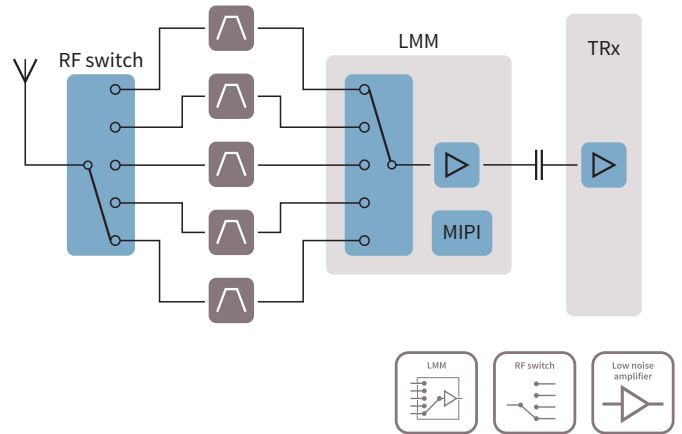 LMM
TRx
RF switch
MIPI
LMM
RF switch
Low noise
amplifier